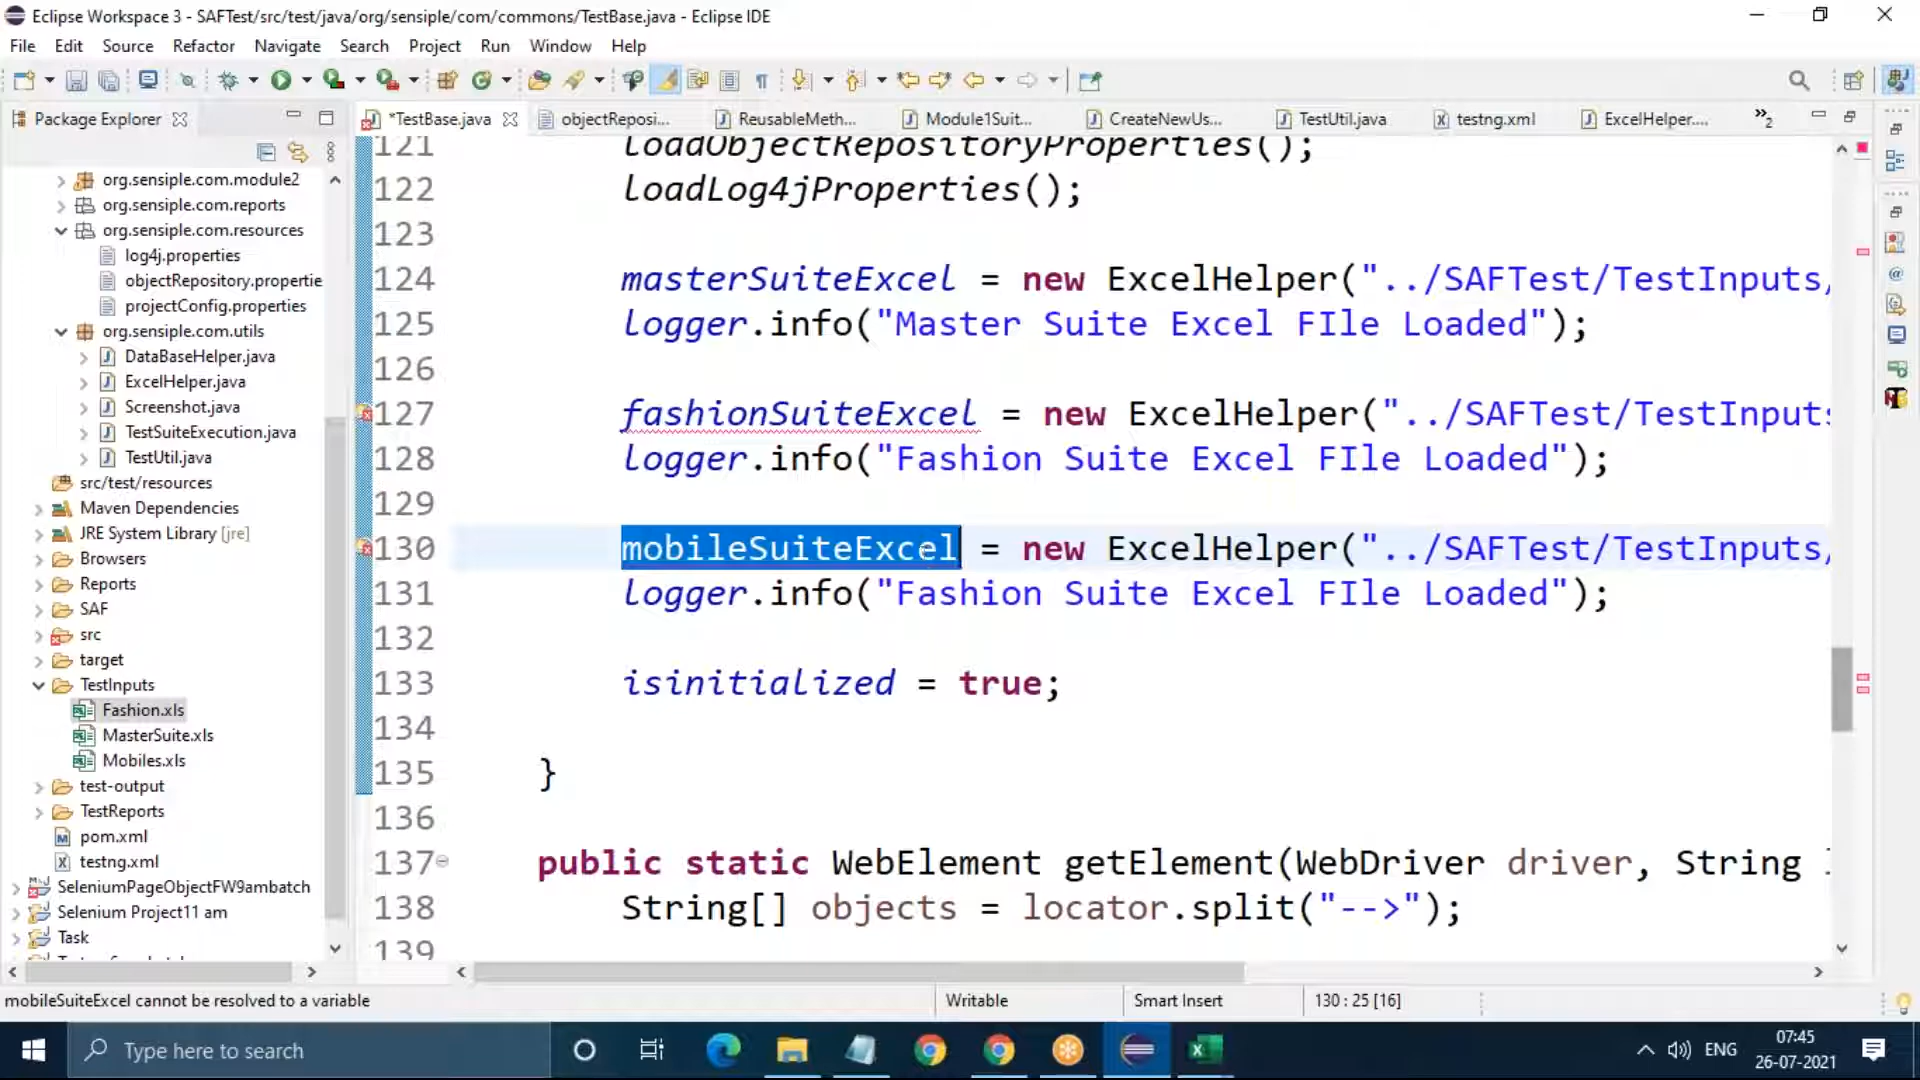 Eclipse Workspace 3 - SAFTest/src/test/java/org/sensiple/com/commons/TestBase.java - Eclipse IDE
File Edit Source Refactor Navigate Search Project Run Window Help
Package Explorer
*TestBase.java objectReposi... ReusableMeth... Module1Suit... CreateNewUs... TestUtil.java testng.xml ExcelHelper.... »2
org.sensiple.com.module2
org.sensiple.com.reports
org.sensiple.com.resources
log4j.properties
objectRepository.propertie
projectConfig.properties
org.sensiple.com.utils
DataBaseHelper.java
ExcelHelper.java
Screenshot.java
TestSuiteExecution.java
TestUtil.java
src/test/resources
Maven Dependencies
JRE System Library [jre]
Browsers
Reports
SAF
src
target
TestInputs
Fashion.xls
MasterSuite.xls
Mobiles.xls
test-output
TestReports
pom.xml
testng.xml
SeleniumPageObjectFW9ambatch
Selenium Project11 am
Task
121 loadObjectRepositoryProperties();
122 loadLog4jProperties();
123
124 masterSuiteExcel = new ExcelHelper("../SAFTest/TestInputs/
125 logger.info("Master Suite Excel FIle Loaded");
126
127 fashionSuiteExcel = new ExcelHelper("../SAFTest/TestInputs
128 logger.info("Fashion Suite Excel FIle Loaded");
129
130 mobileSuiteExcel = new ExcelHelper("../SAFTest/TestInputs/
131 logger.info("Fashion Suite Excel FIle Loaded");
132
133 isinitialized = true;
134
135 }
136
137 public static WebElement getElement(WebDriver driver, String
138 String[] objects = locator.split("-->");
139
mobileSuiteExcel cannot be resolved to a variable Writable Smart Insert 130 : 25 [16]
Type here to search
ENG
07:45
26-07-2021